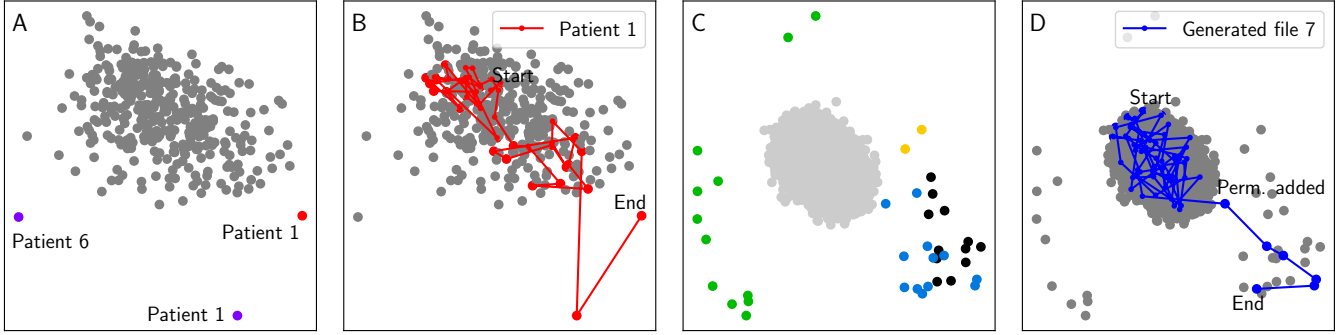 A
Patient 6
Patient 1
Patient 1
B
Patient 1
Start
End
C
D
Generated file 7
Start
Perm. added
End